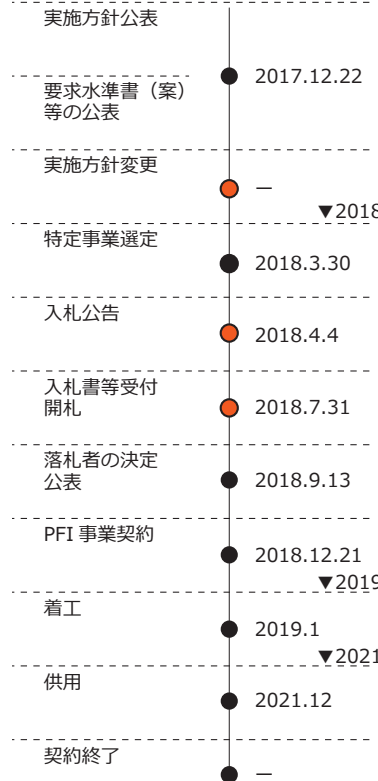 実施方針公表
2017.12.22
要求水準書（案）
等の公表
実施方針変更
－
▼2018
特定事業選定
2018.3.30
入札公告
2018.4.4
入札書等受付
開札
2018.7.31
落札者の決定
公表
2018.9.13
PFI 事業契約
2018.12.21
▼2019
着工
2019.1
▼2021
供用
2021.12
契約終了
－